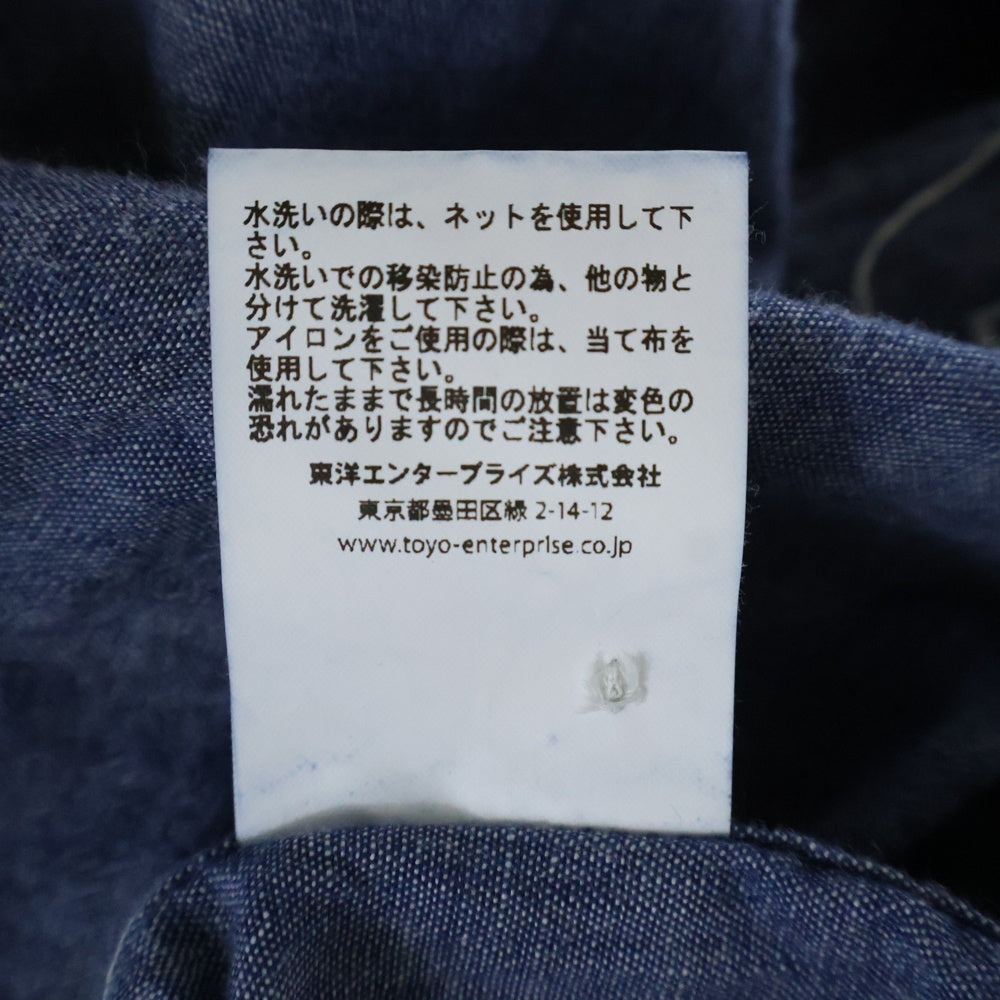 水洗いの際は、ネットを使用して下
さい。
水洗いでの移染防止の為、他の物と
分けて洗濯して下さい。
アイロンをご使用の際は、当て布を
使用して下さい。
濡れたままで長時間の放置は変色の
恐れがありますのでご注意下さい。
東洋エンタープライズ株式会社
東京都墨田区緑 2-14-12
www.toyo-enterprise.co.jp